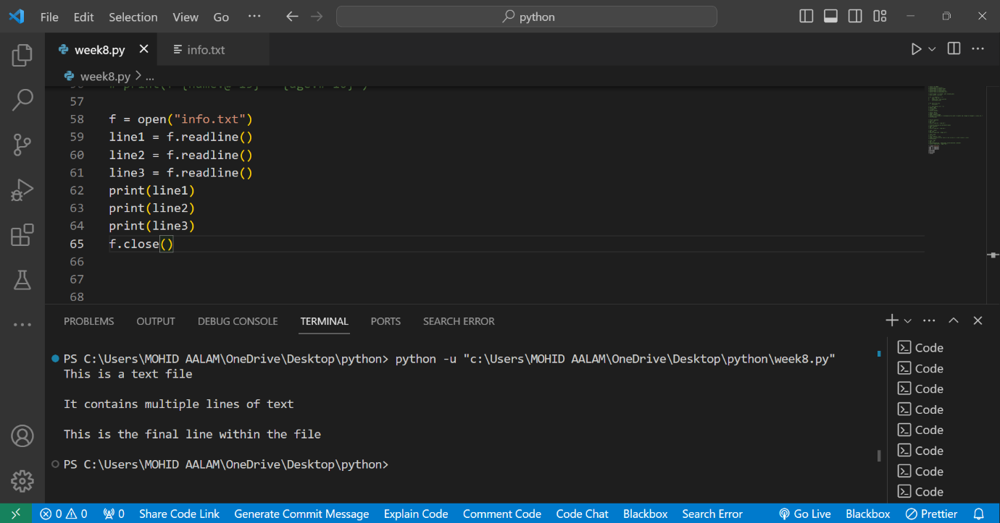 File Edit Selection View Go ··· python
week8.py info.txt
week8.py > ...
57
58 f = open("info.txt")
59 line1 = f.readline()
60 line2 = f.readline()
61 line3 = f.readline()
62 print(line1)
63 print(line2)
64 print(line3)
65 f.close()
66
67
68
PROBLEMS OUTPUT DEBUG CONSOLE TERMINAL PORTS SEARCH ERROR
PS C:\Users\MOHID AALAM\OneDrive\Desktop\python> python -u "c:\Users\MOHID AALAM\OneDrive\Desktop\python\week8.py"
This is a text file
It contains multiple lines of text
This is the final line within the file
PS C:\Users\MOHID AALAM\OneDrive\Desktop\python>
Code
Code
Code
Code
Code
Code
Code
Code
0 0 0 Share Code Link Generate Commit Message Explain Code Comment Code Code Chat Blackbox Search Error Go Live Blackbox Prettier